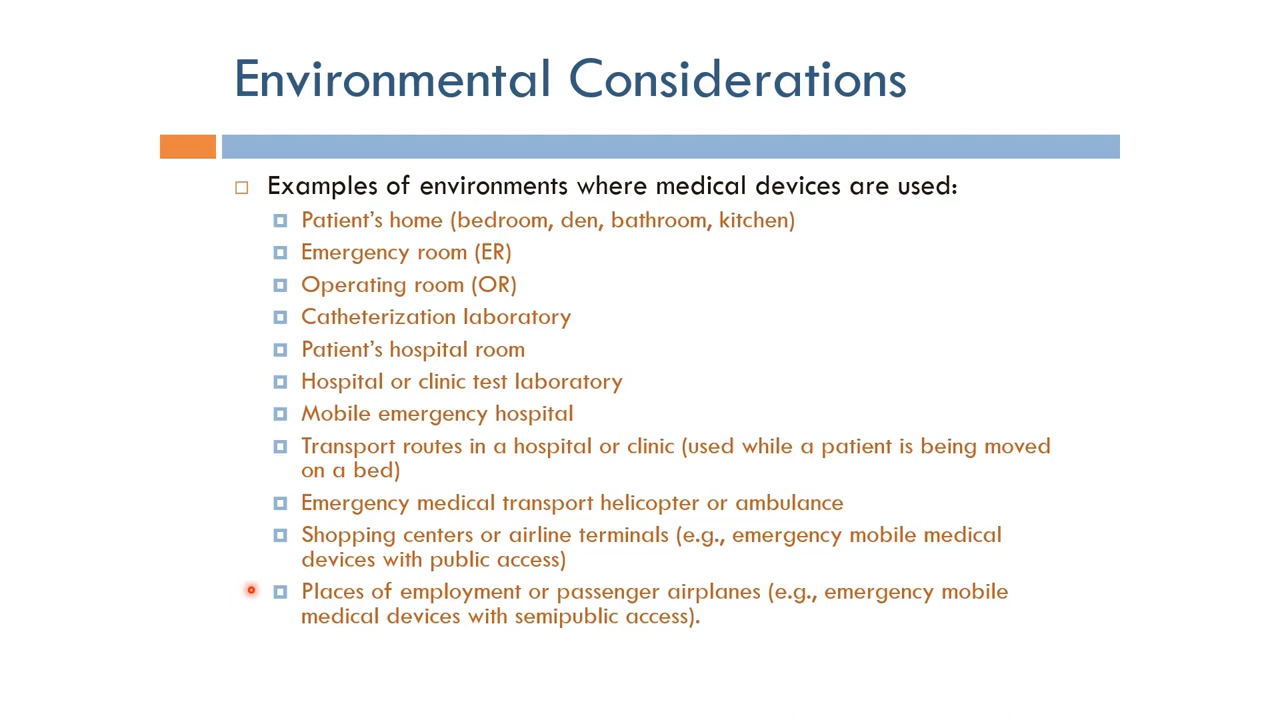 Environmental Considerations
Examples of environments where medical devices are used:
Patient's home (bedroom, den, bathroom, kitchen)
Emergency room (ER)
Operating room (OR)
Catheterization laboratory
Patient's hospital room
Hospital or clinic test laboratory
Mobile emergency hospital
Transport routes in a hospital or clinic (used while a patient is being moved
on a bed)
Emergency medical transport helicopter or ambulance
Shopping centers or airline terminals (e.g., emergency mobile medical
devices with public access)
Places of employment or passenger airplanes (e.g., emergency mobile
medical devices with semipublic access).